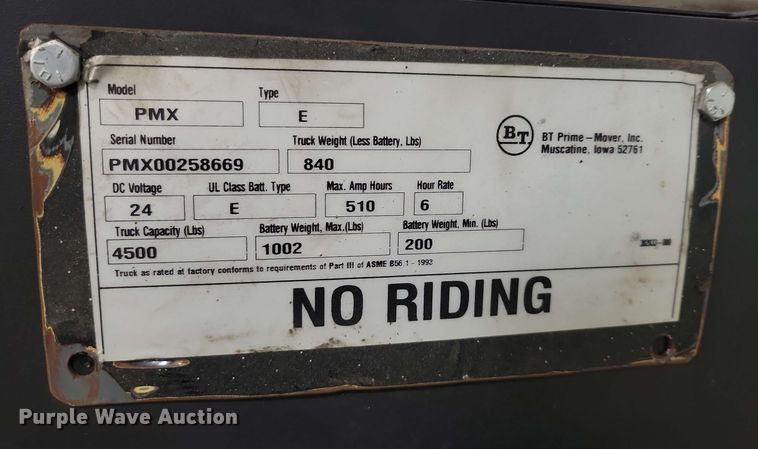 Model Type
PMX E
BT BT Prime-Mover, Inc.
Muscatine, Iowa 52761
Serial Number Truck Weight (Less Battery, Lbs)
PMX00258669 840
DC Voltage UL Class Batt. Type Max. Amp Hours Hour Rate
24 E 510 6
Truck Capacity (Lbs) Battery Weight, Max.(Lbs) Battery Weight, Min. (Lbs)
4500 1002 200
Truck as rated at factory conforms to requirements of Part III of ASME B56.1 - 1993
NO RIDING
Purple Wave Auction